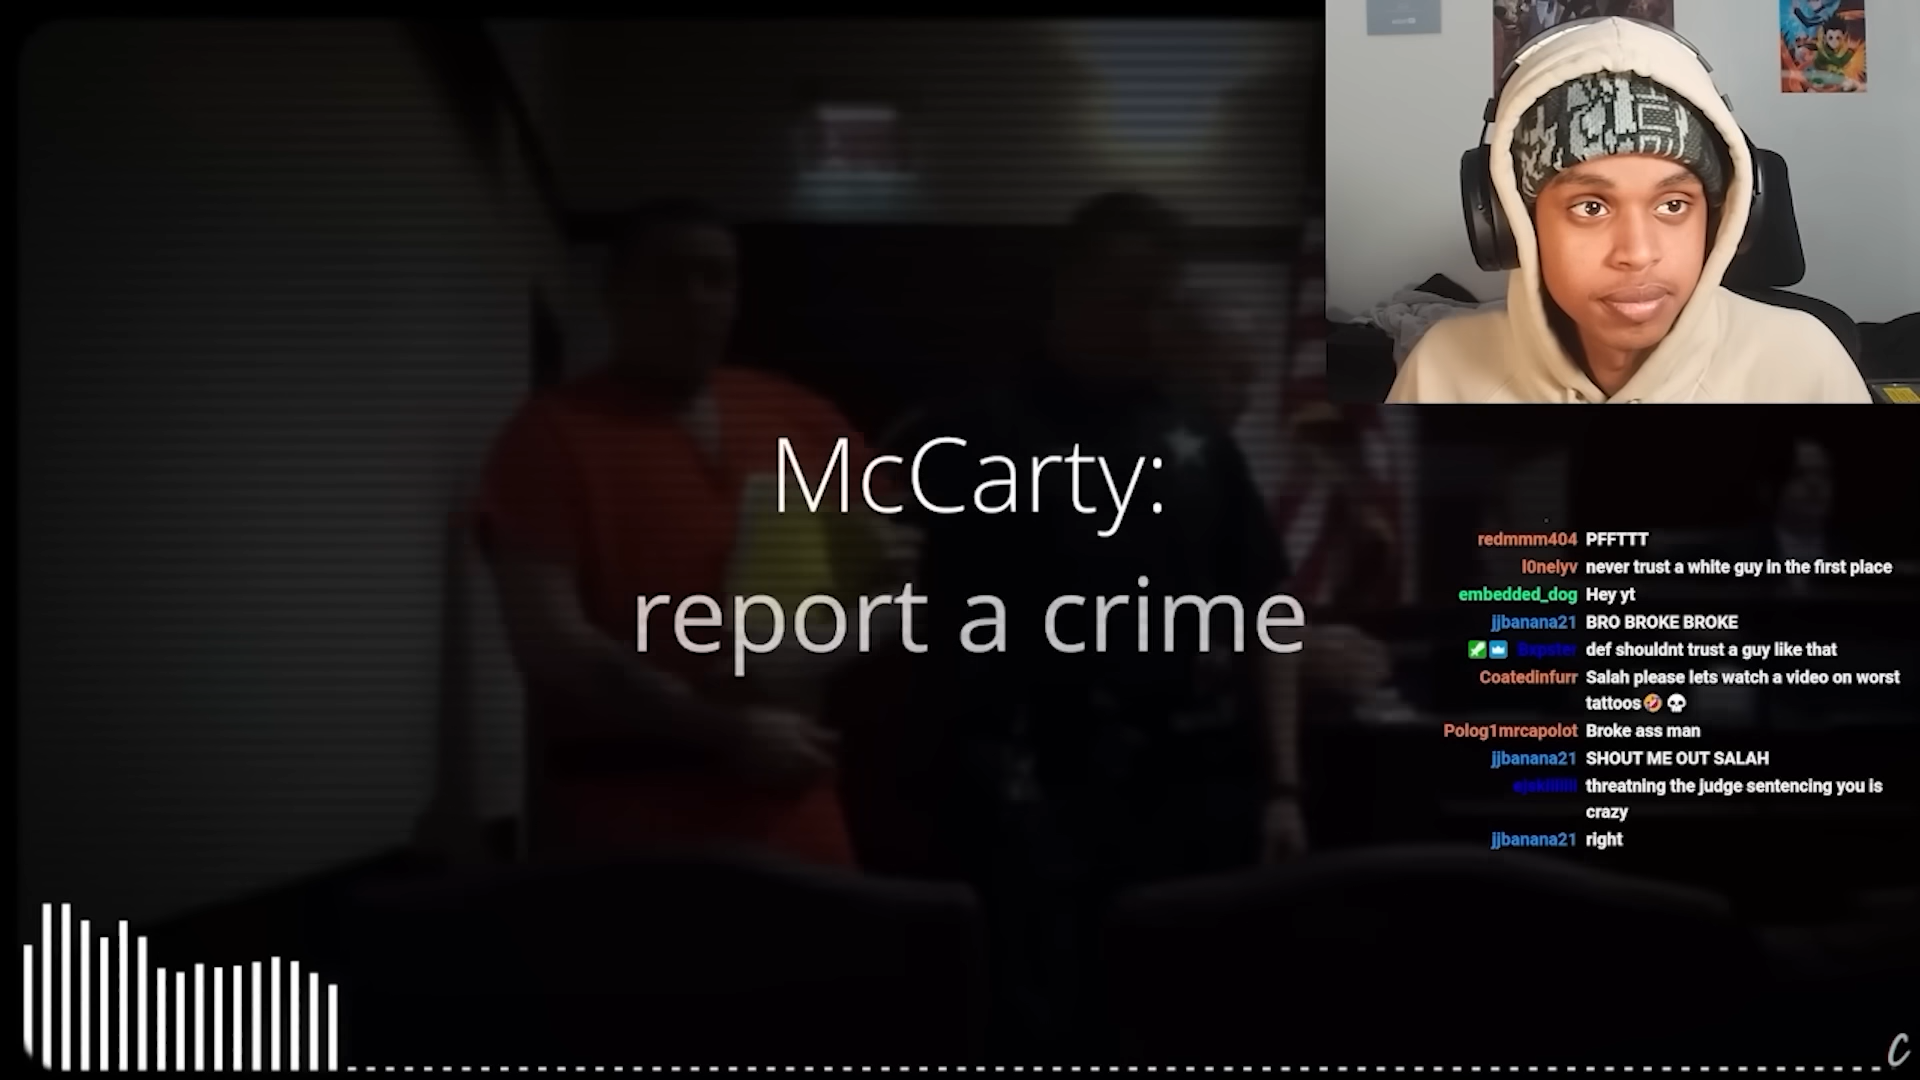 McCarty:
report a crime
redmmm404 PFFTTT
l0nelyv never trust a white guy in the first place
embedded_dog Hey yt
jjbanana21 BRO BROKE BROKE
Bxpster def shouldnt trust a guy like that
Coatedinfurr Salah please lets watch a video on worst
tattoos🤣💀
Polog1mrcapolot Broke ass man
jjbanana21 SHOUT ME OUT SALAH
threatning the judge sentencing you is
crazy
jjbanana21 right
C